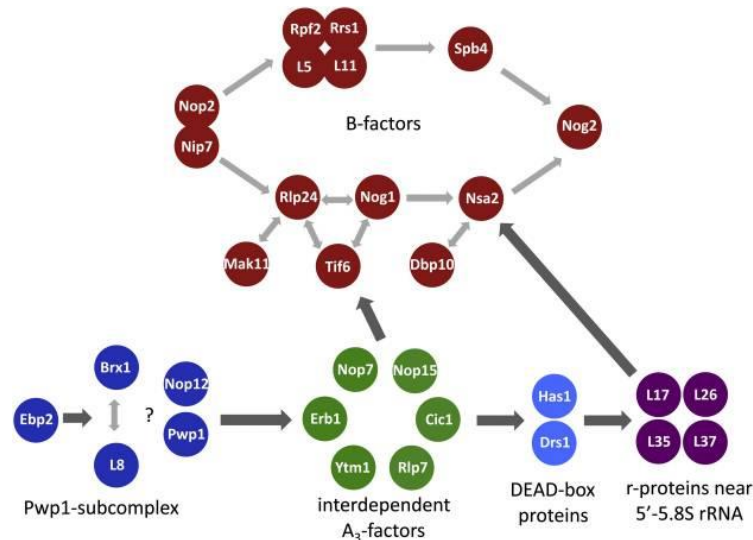 Rpf2 Rrs1
L5 L11
Spb4
Nop2
Nip7
B-factors
Nog2
Rlp24
Nog1
Nsa2
Mak11
Tif6
Dbp10
Brx1
Nop12
Ebp2
?
Pwp1
L8
Pwp1-subcomplex
Nop7
Nop15
Erb1
Cic1
Ytm1
Rlp7
interdependent
A₃-factors
Has1
Drs1
DEAD-box
proteins
L17 L26
L35 L37
r-proteins near
5'-5.8S rRNA